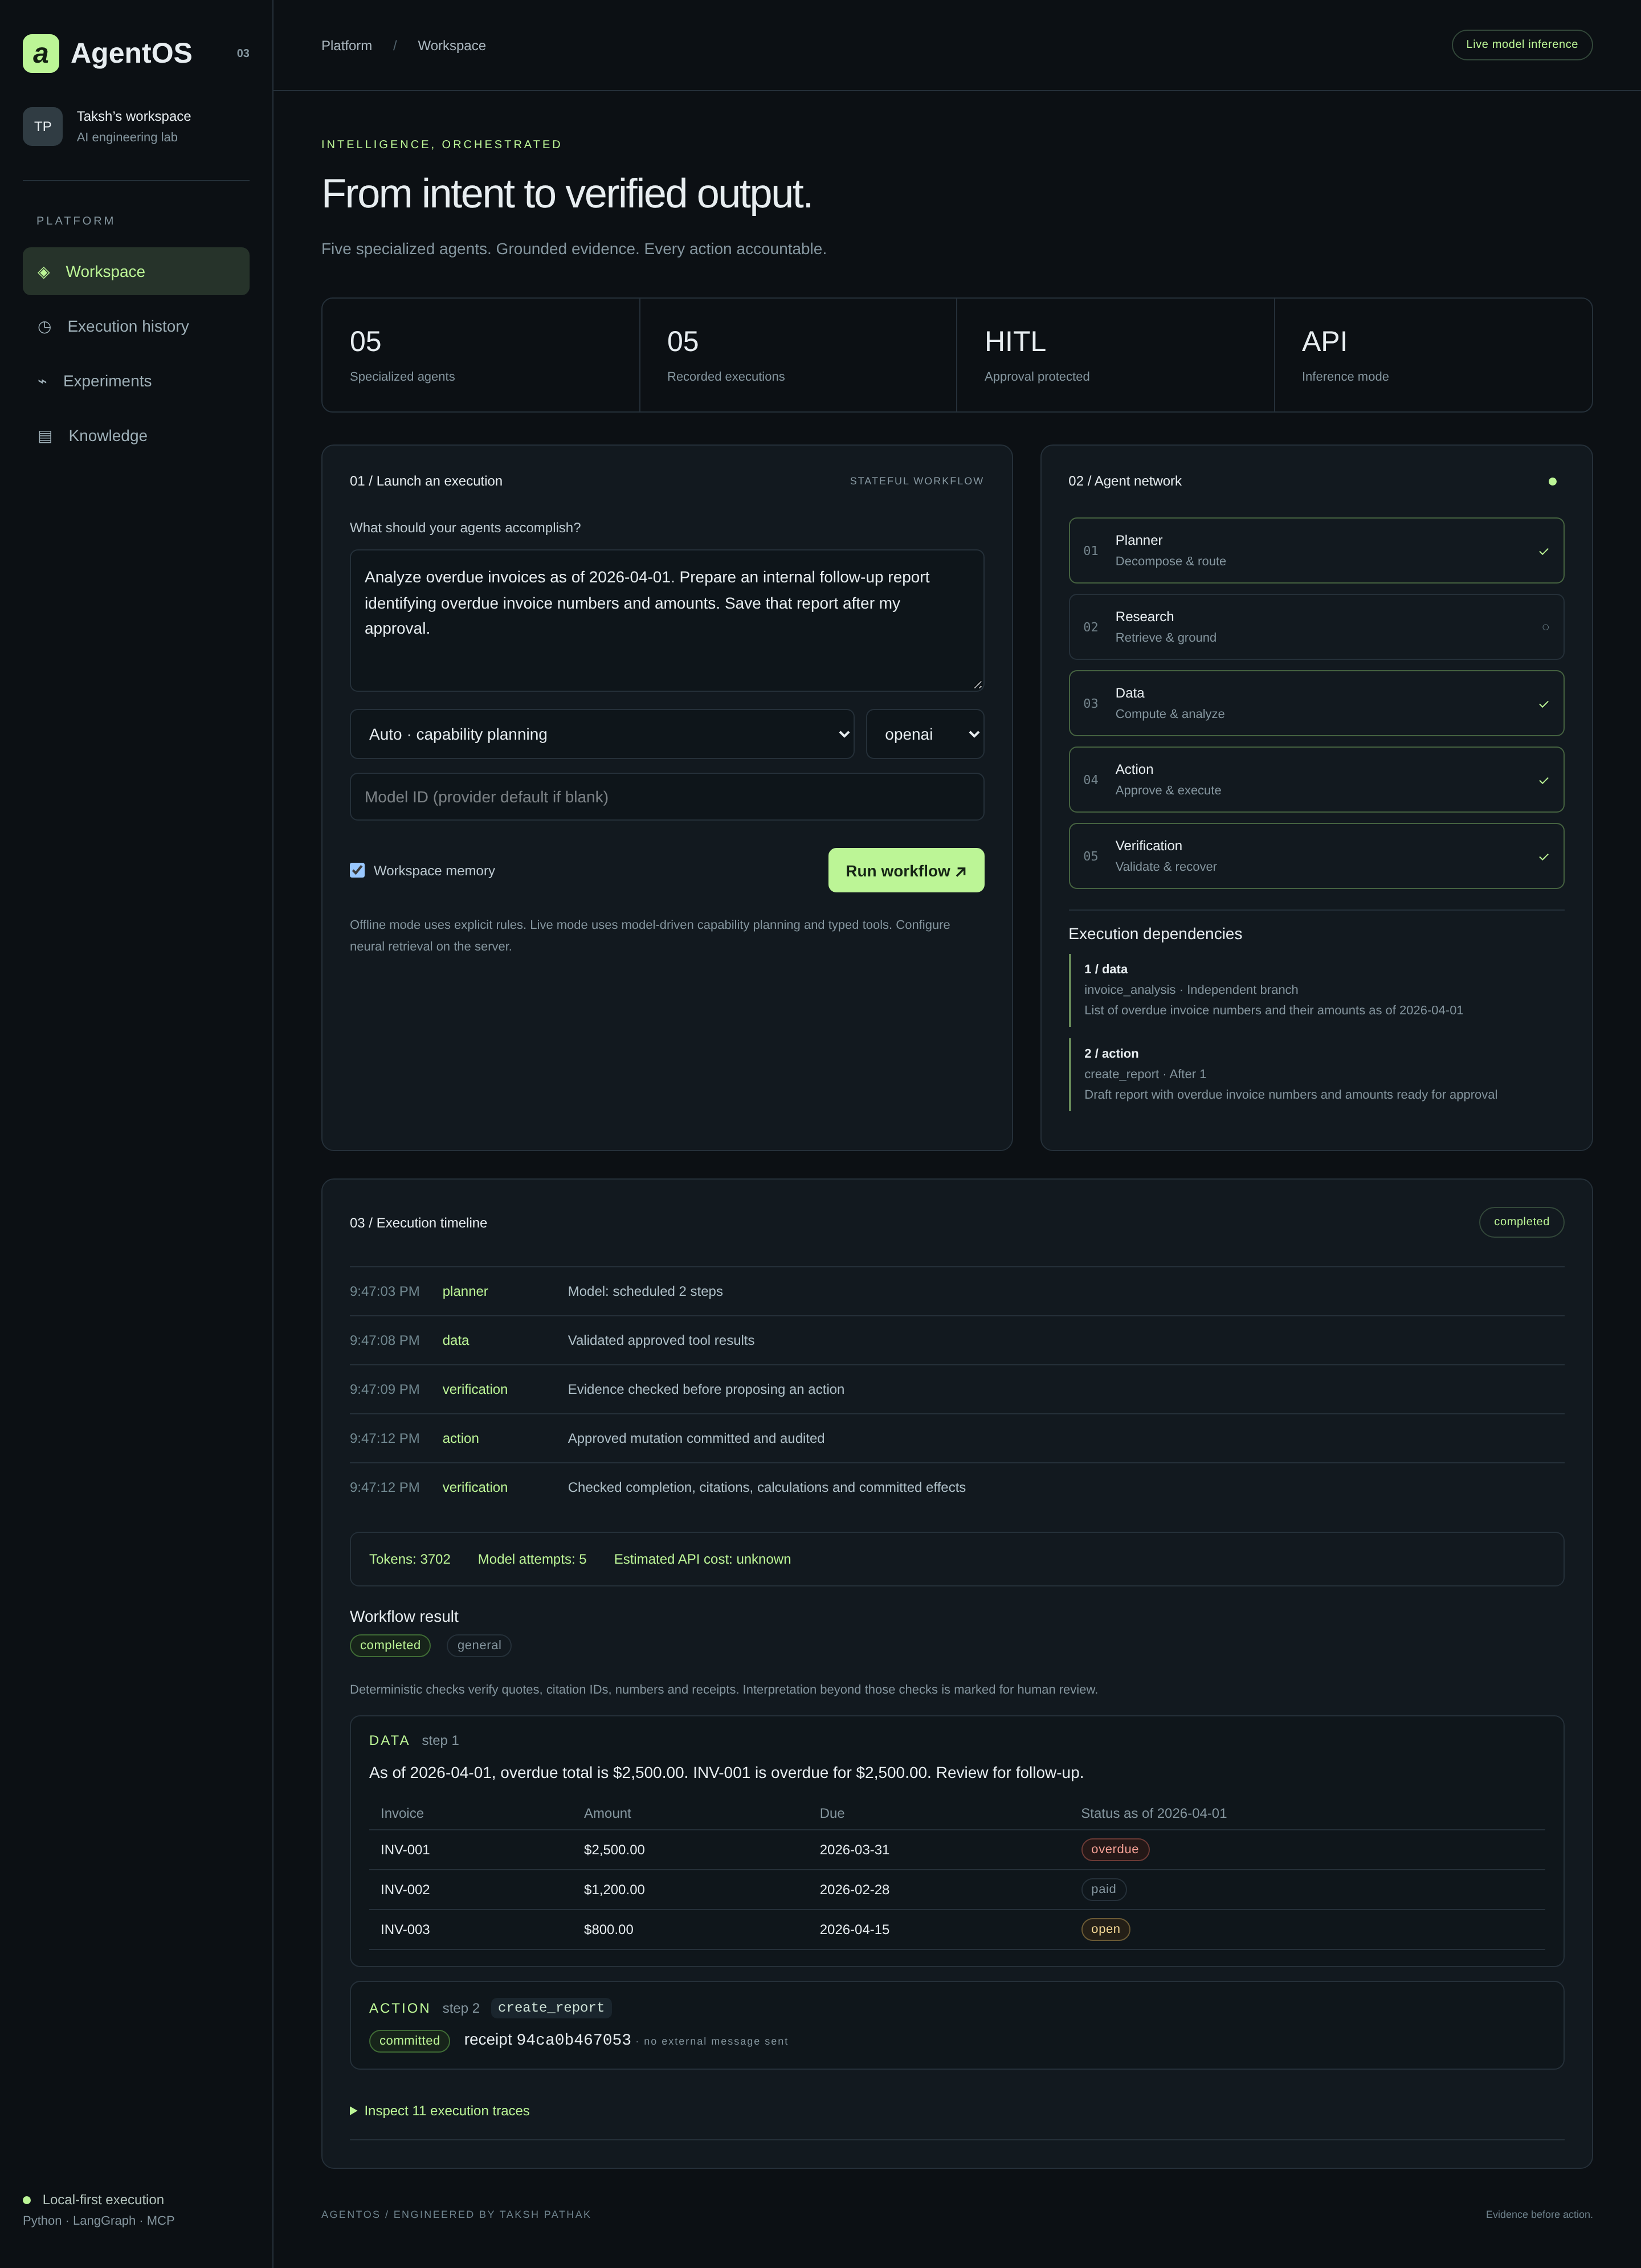 a AgentOS 03
TP
Taksh's workspace
AI engineering lab
PLATFORM
Workspace
Execution history
Experiments
Knowledge
Local-first execution
Python · LangGraph · MCP
Platform / Workspace
Live model inference
INTELLIGENCE, ORCHESTRATED
From intent to verified output.
Five specialized agents. Grounded evidence. Every action accountable.
05
Specialized agents
05
Recorded executions
HITL
Approval protected
API
Inference mode
01 / Launch an execution
STATEFUL WORKFLOW
What should your agents accomplish?
Analyze overdue invoices as of 2026-04-01. Prepare an internal follow-up report
identifying overdue invoice numbers and amounts. Save that report after my
approval.
Auto · capability planning
openai
Model ID (provider default if blank)
Workspace memory
Run workflow ↗
Offline mode uses explicit rules. Live mode uses model-driven capability planning and typed tools. Configure
neural retrieval on the server.
02 / Agent network
01
Planner
Decompose & route
✓
02
Research
Retrieve & ground
○
03
Data
Compute & analyze
✓
04
Action
Approve & execute
✓
05
Verification
Validate & recover
✓
Execution dependencies
1 / data
invoice_analysis · Independent branch
List of overdue invoice numbers and their amounts as of 2026-04-01
2 / action
create_report · After 1
Draft report with overdue invoice numbers and amounts ready for approval
03 / Execution timeline
completed
9:47:03 PM planner Model: scheduled 2 steps
9:47:08 PM data Validated approved tool results
9:47:09 PM verification Evidence checked before proposing an action
9:47:12 PM action Approved mutation committed and audited
9:47:12 PM verification Checked completion, citations, calculations and committed effects
Tokens: 3702 Model attempts: 5 Estimated API cost: unknown
Workflow result
completed general
Deterministic checks verify quotes, citation IDs, numbers and receipts. Interpretation beyond those checks is marked for human review.
DATA step 1
As of 2026-04-01, overdue total is $2,500.00. INV-001 is overdue for $2,500.00. Review for follow-up.
Invoice Amount Due Status as of 2026-04-01
INV-001 $2,500.00 2026-03-31 overdue
INV-002 $1,200.00 2026-02-28 paid
INV-003 $800.00 2026-04-15 open
ACTION step 2 create_report
committed receipt 94ca0b467053 · no external message sent
▶ Inspect 11 execution traces
AGENTOS / ENGINEERED BY TAKSH PATHAK
Evidence before action.